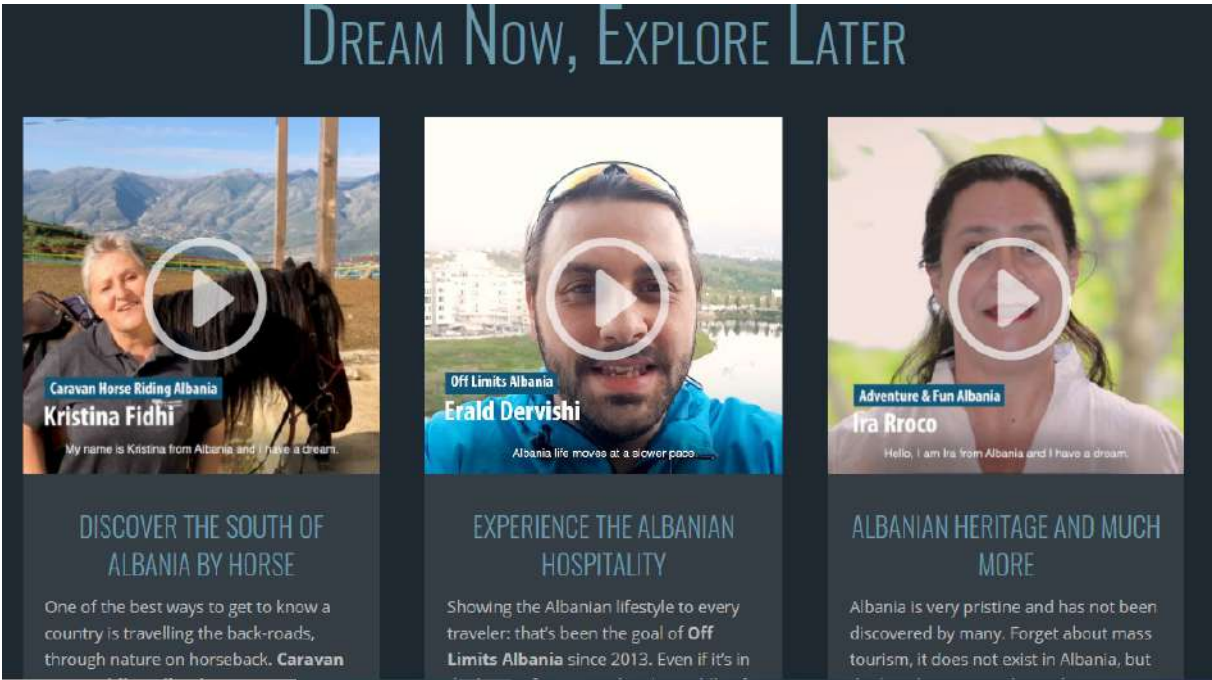 Dream Now, Explore Later
Caravan Horse Riding Albania
Kristina Fidhi
My name is Kristina from Albania and I have a dream.
DISCOVER THE SOUTH OF
ALBANIA BY HORSE
One of the best ways to get to know a
country is travelling the back-roads,
through nature on horseback. Caravan
Off Limits Albania
Erald Dervishi
Albania life moves at a slower pace.
EXPERIENCE THE ALBANIAN
HOSPITALITY
Showing the Albanian lifestyle to every
traveler: that's been the goal of Off
Limits Albania since 2013. Even if it's in
Adventure & Fun Albania
Ira Rroco
Hello, I am Ira from Albania and I have a dream.
ALBANIAN HERITAGE AND MUCH
MORE
Albania is very pristine and has not been
discovered by many. Forget about mass
tourism, it does not exist in Albania, but